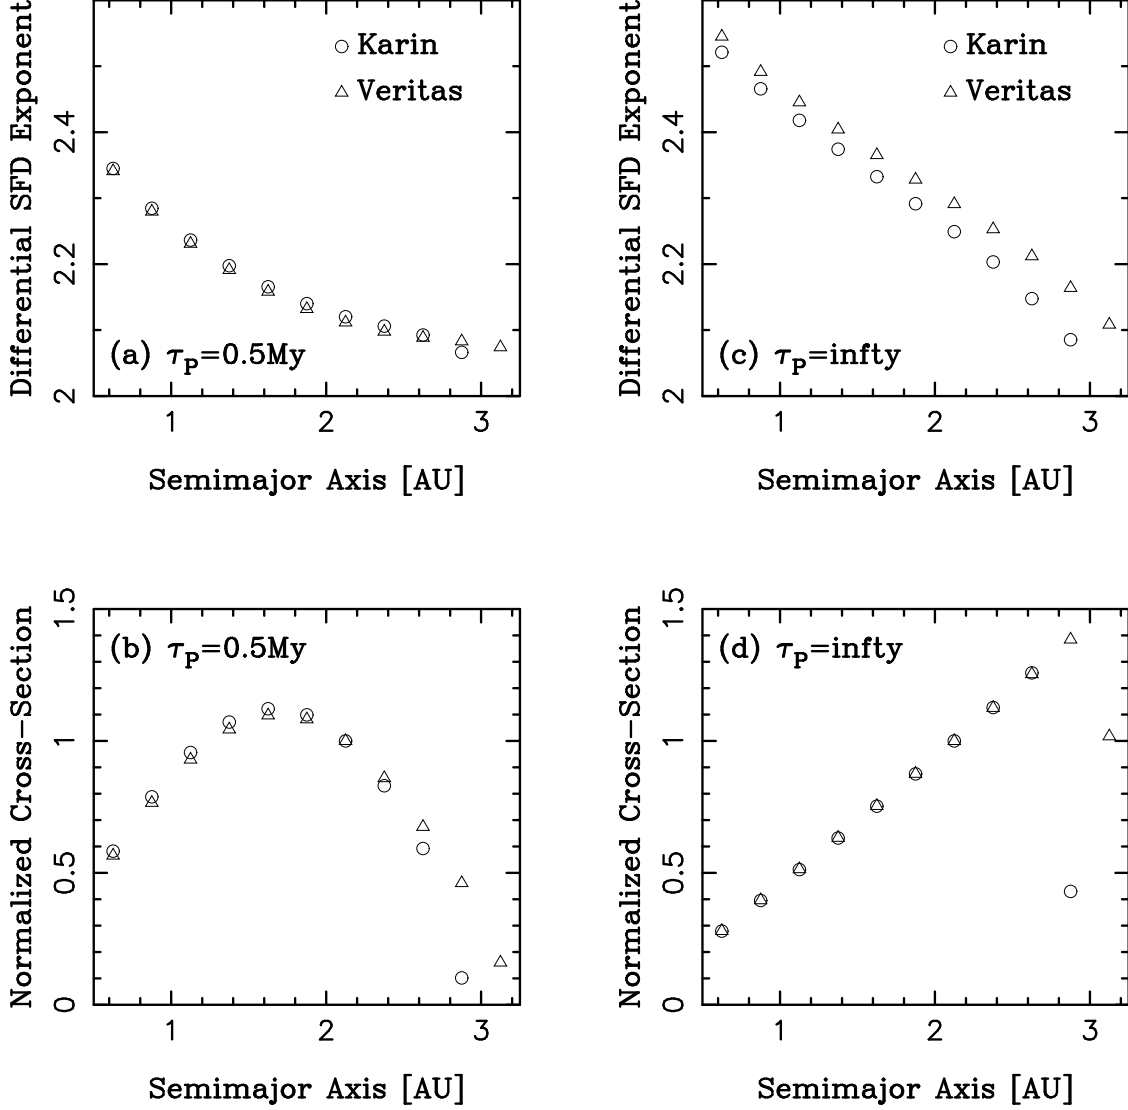 Differential SFD Exponent
2.4
2.2
2
Karin
Veritas
(a) τP=0.5My
1 2 3
Semimajor Axis [AU]
Differential SFD Exponent
2.4
2.2
2
Karin
Veritas
(c) τP=infty
1 2 3
Semimajor Axis [AU]
Normalized Cross-Section
1.5
1
0.5
0
(b) τP=0.5My
1 2 3
Semimajor Axis [AU]
Normalized Cross-Section
1.5
1
0.5
0
(d) τP=infty
1 2 3
Semimajor Axis [AU]